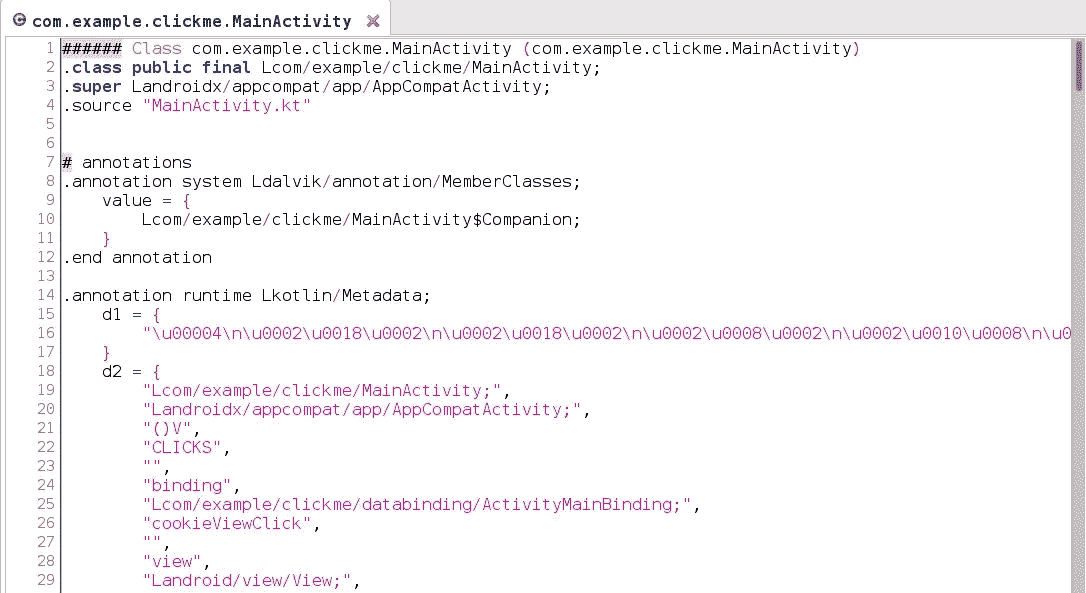 com.example.clickme.MainActivity
1 ###### Class com.example.clickme.MainActivity (com.example.clickme.MainActivity)
2 .class public final Lcom/example/clickme/MainActivity;
3 .super Landroidx/appcompat/app/AppCompatActivity;
4 .source "MainActivity.kt"
5
6
7 # annotations
8 .annotation system Ldalvik/annotation/MemberClasses;
9     value = {
10         Lcom/example/clickme/MainActivity$Companion;
11     }
12 .end annotation
13
14 .annotation runtime Lkotlin/Metadata;
15     d1 = {
16         "\u00004\n\u0002\u0018\u0002\n\u0002\u0018\u0002\n\u0002\u0008\u0002\n\u0002\u0010\u0008\n\u0
17     }
18     d2 = {
19         "Lcom/example/clickme/MainActivity;",
20         "Landroidx/appcompat/app/AppCompatActivity;",
21         "()V",
22         "CLICKS",
23         "",
24         "binding",
25         "Lcom/example/clickme/databinding/ActivityMainBinding;",
26         "cookieViewClick",
27         "",
28         "view",
29         "Landroid/view/View;",